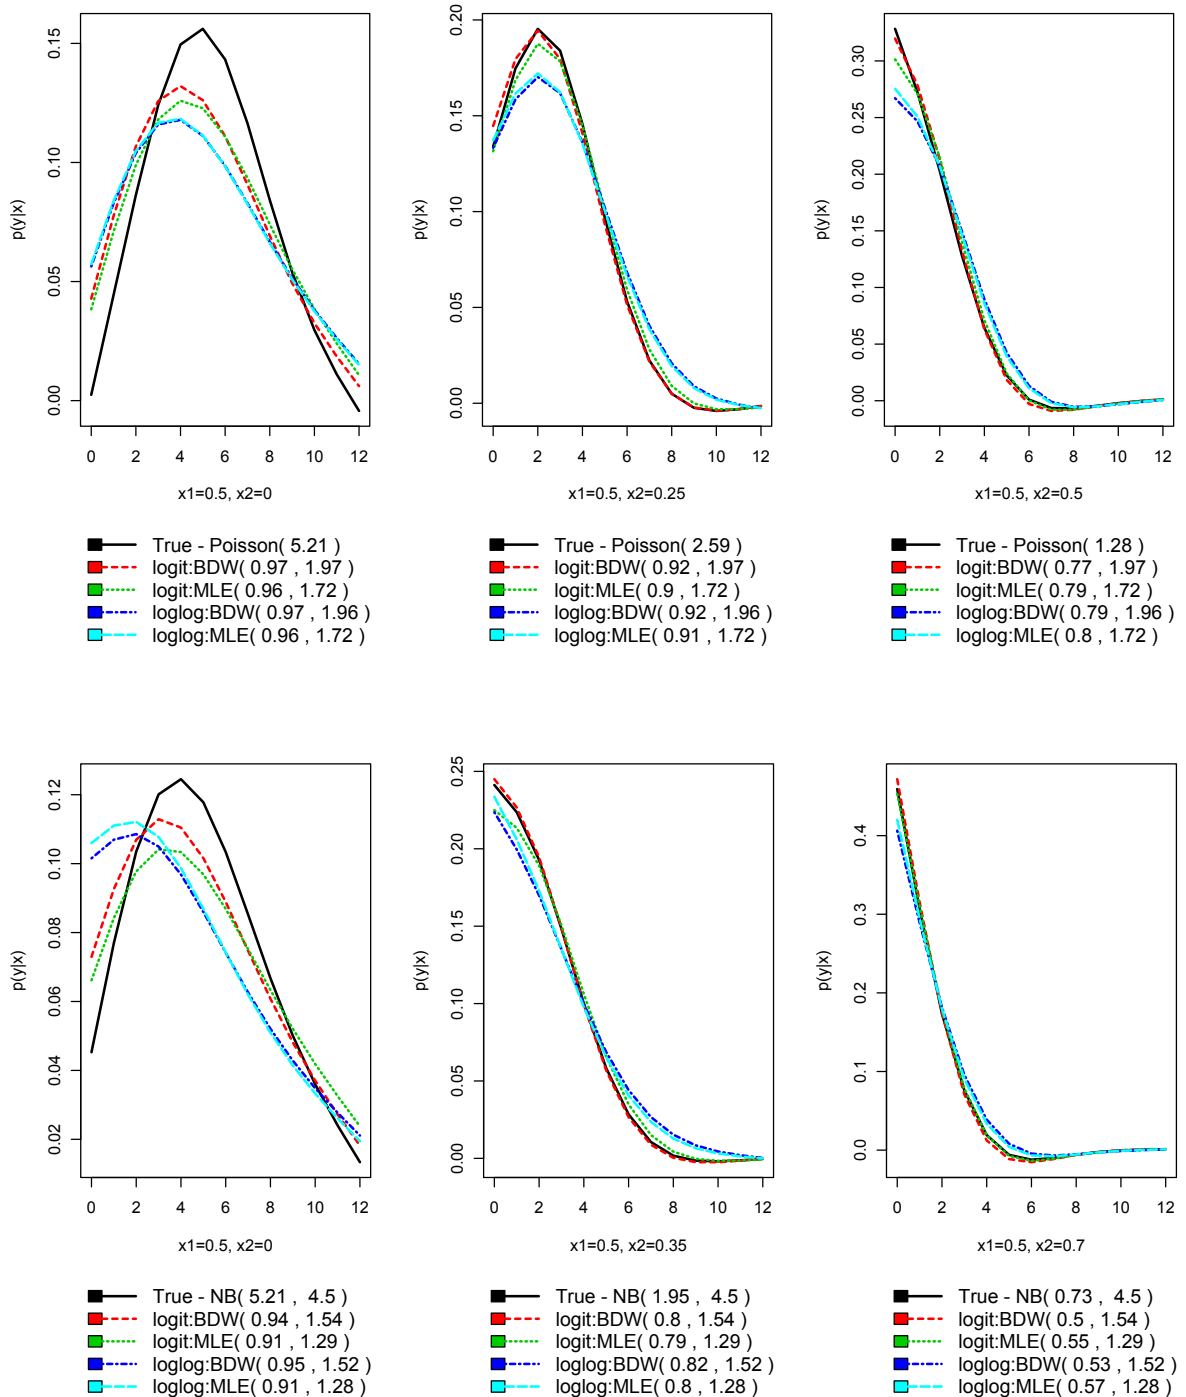 0.15
0.10
0.05
0.00
p(y|x)
0 2 4 6 8 10 12
x1=0.5, x2=0
True - Poisson( 5.21 )
logit:BDW( 0.97 , 1.97 )
logit:MLE( 0.96 , 1.72 )
loglog:BDW( 0.97 , 1.96 )
loglog:MLE( 0.96 , 1.72 )
0.20
0.15
0.10
0.05
0.00
p(y|x)
0 2 4 6 8 10 12
x1=0.5, x2=0.25
True - Poisson( 2.59 )
logit:BDW( 0.92 , 1.97 )
logit:MLE( 0.9 , 1.72 )
loglog:BDW( 0.92 , 1.96 )
loglog:MLE( 0.91 , 1.72 )
0.30
0.20
0.10
0.00
p(y|x)
0 2 4 6 8 10 12
x1=0.5, x2=0.5
True - Poisson( 1.28 )
logit:BDW( 0.77 , 1.97 )
logit:MLE( 0.79 , 1.72 )
loglog:BDW( 0.79 , 1.96 )
loglog:MLE( 0.8 , 1.72 )
0.12
0.10
0.08
0.06
0.04
0.02
p(y|x)
0 2 4 6 8 10 12
x1=0.5, x2=0
True - NB( 5.21 , 4.5 )
logit:BDW( 0.94 , 1.54 )
logit:MLE( 0.91 , 1.29 )
loglog:BDW( 0.95 , 1.52 )
loglog:MLE( 0.91 , 1.28 )
0.25
0.20
0.15
0.10
0.05
0.00
p(y|x)
0 2 4 6 8 10 12
x1=0.5, x2=0.35
True - NB( 1.95 , 4.5 )
logit:BDW( 0.8 , 1.54 )
logit:MLE( 0.79 , 1.29 )
loglog:BDW( 0.82 , 1.52 )
loglog:MLE( 0.8 , 1.28 )
0.4
0.3
0.2
0.1
0.0
p(y|x)
0 2 4 6 8 10 12
x1=0.5, x2=0.7
True - NB( 0.73 , 4.5 )
logit:BDW( 0.5 , 1.54 )
logit:MLE( 0.55 , 1.29 )
loglog:BDW( 0.53 , 1.52 )
loglog:MLE( 0.57 , 1.28 )